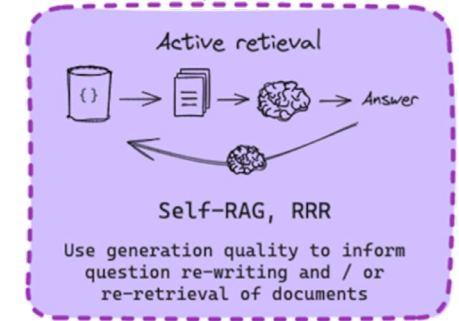 Active retieval
{ }
Answer
Self-RAG, RRR
Use generation quality to inform
question re-writing and / or
re-retrieval of documents